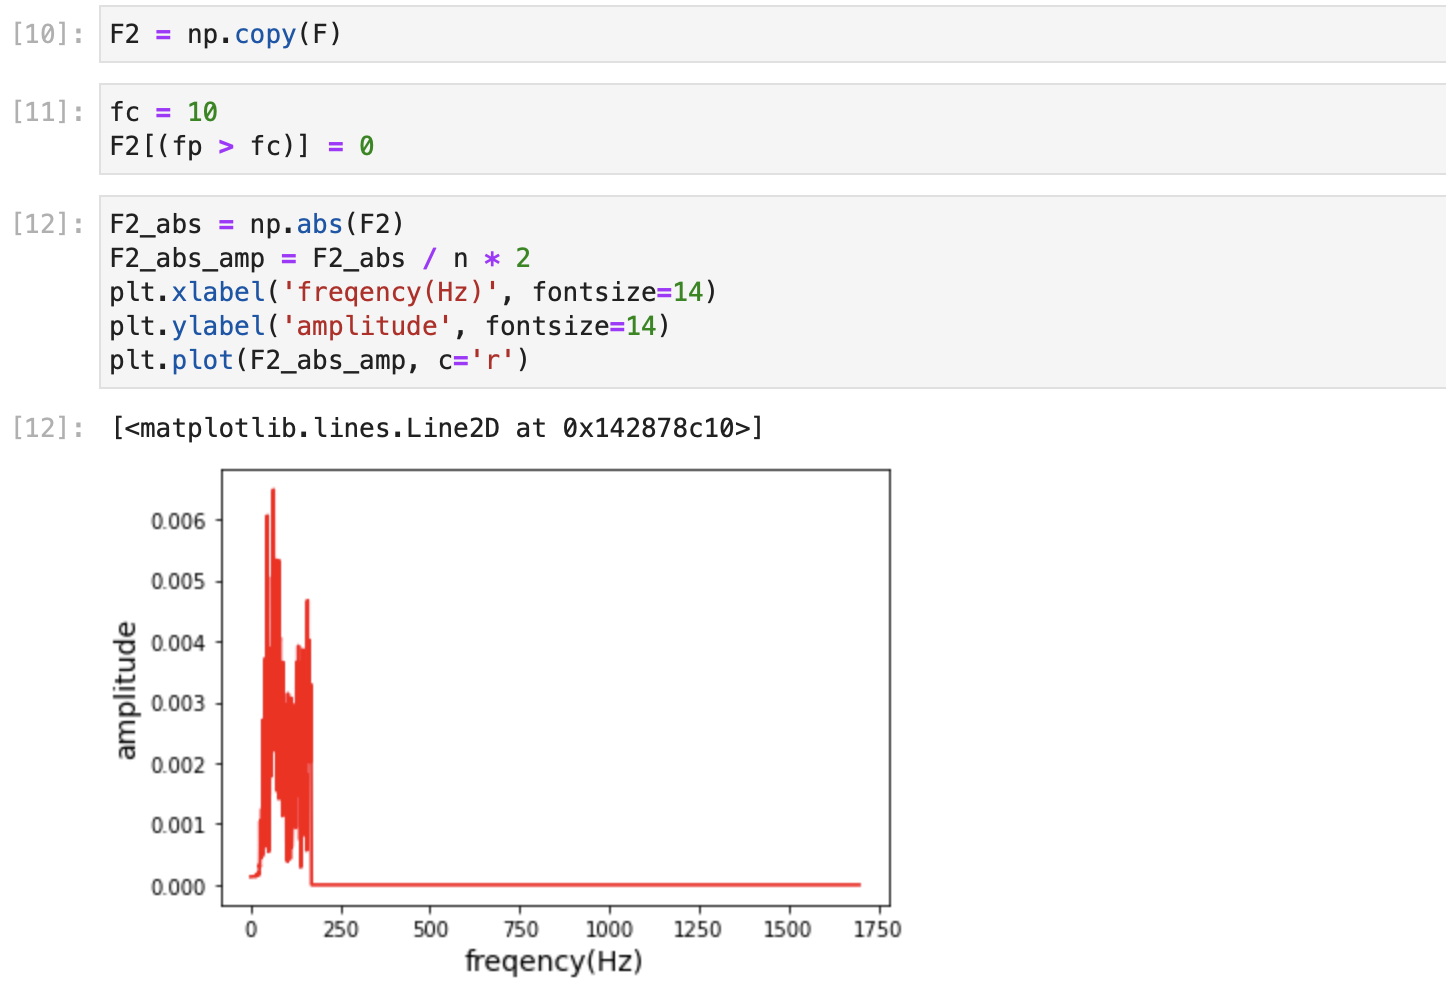 [10]: F2 = np.copy(F)
[11]: fc = 10
F2[(fp > fc)] = 0
[12]: F2_abs = np.abs(F2)
F2_abs_amp = F2_abs / n * 2
plt.xlabel('freqency(Hz)', fontsize=14)
plt.ylabel('amplitude', fontsize=14)
plt.plot(F2_abs_amp, c='r')
[12]: [<matplotlib.lines.Line2D at 0x142878c10>]
0.006
0.005
0.004
0.003
0.002
0.001
0.000
amplitude
0 250 500 750 1000 1250 1500 1750
freqency(Hz)